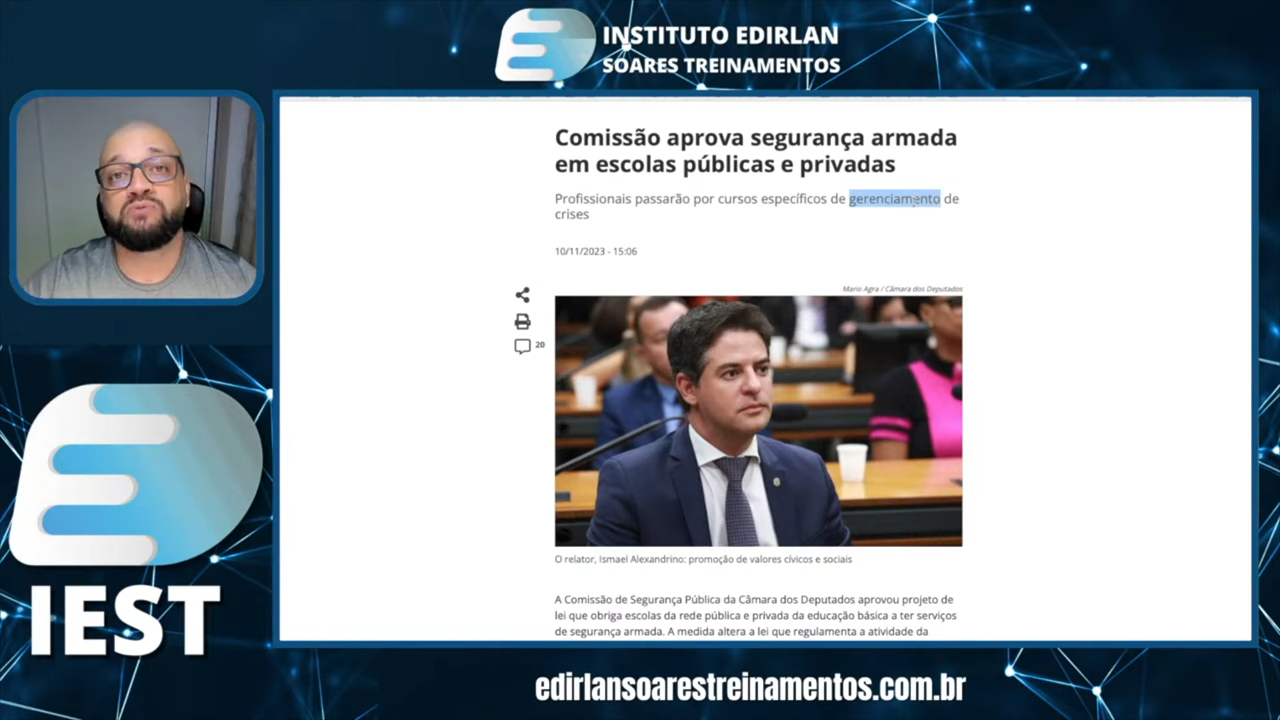 INSTITUTO EDIRLAN
SOARES TREINAMENTOS
Comissão aprova segurança armada
em escolas públicas e privadas
Profissionais passarão por cursos específicos de gerenciamento de
crises
10/11/2023 - 15:06
Mario Agra / Câmara dos Deputados
20
O relator, Ismael Alexandrino: promoção de valores cívicos e sociais
A Comissão de Segurança Pública da Câmara dos Deputados aprovou projeto de
lei que obriga escolas da rede pública e privada da educação básica a ter serviços
de segurança armada. A medida altera a lei que regulamenta a atividade da
IEST
edirlansoarestreinamentos.com.br